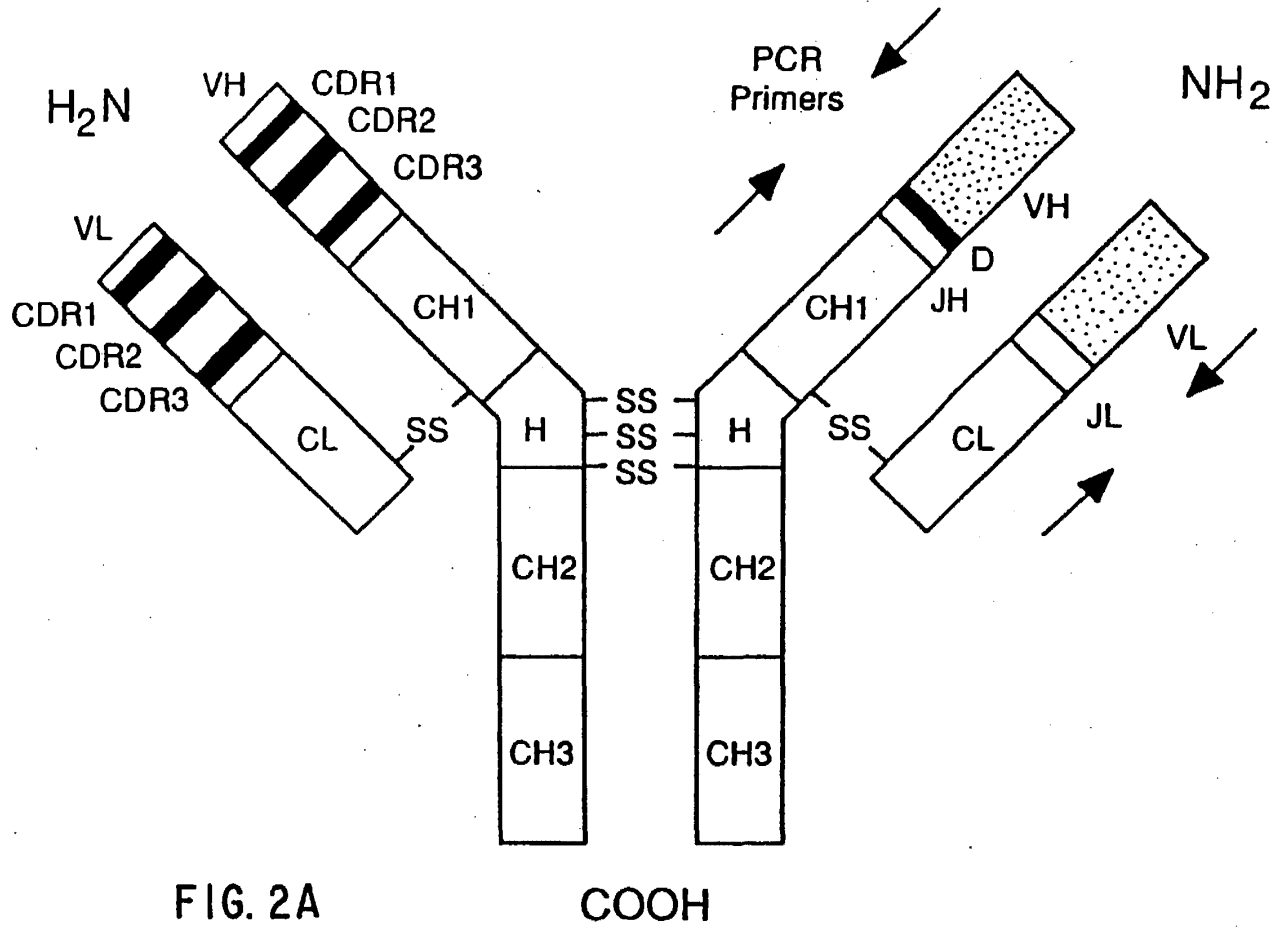 H2N
VH
CDR1
CDR2
CDR3
VL
CDR1
CDR2
CDR3
CH1
CL
SS
H
CH2
CH3
SS
SS
SS
PCR
Primers
NH2
VH
D
JH
CH1
VL
JL
CL
SS
H
CH2
CH3
FIG. 2A
COOH